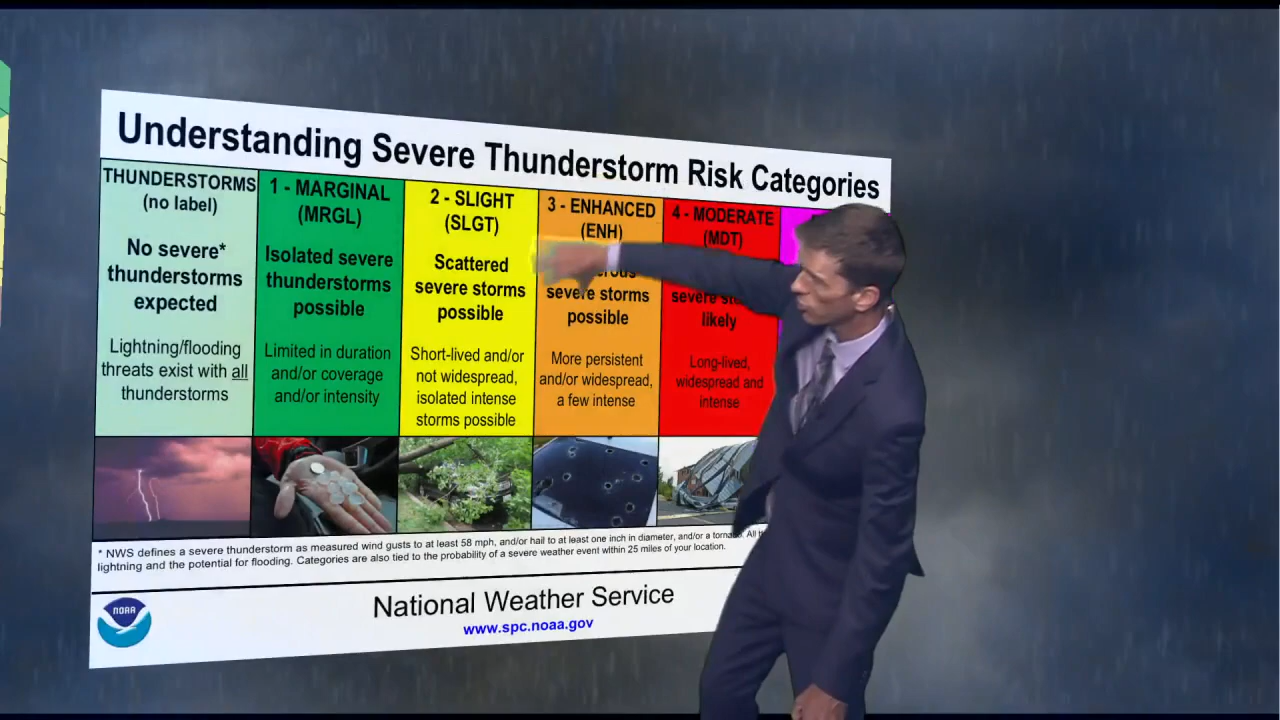 Understanding Severe Thunderstorm Risk Categories
THUNDERSTORMS
(no label)
No severe*
thunderstorms
expected
Lightning/flooding
threats exist with all
thunderstorms
1 - MARGINAL
(MRGL)
Isolated severe
thunderstorms
possible
Limited in duration
and/or coverage
and/or intensity
2 - SLIGHT
(SLGT)
Scattered
severe storms
possible
Short-lived and/or
not widespread,
isolated intense
storms possible
3 - ENHANCED
(ENH)
severe storms
possible
More persistent
and/or widespread,
a few intense
4 - MODERATE
(MDT)
severe
likely
Long-lived,
widespread and
intense
* NWS defines a severe thunderstorm as measured wind gusts to at least 58 mph, and/or hail to at least one inch in diameter, and/or a All
lightning and the potential for flooding. Categories are also tied to the probability of a severe weather event within 25 miles of your location.
NOAA
National Weather Service
www.spc.noaa.gov